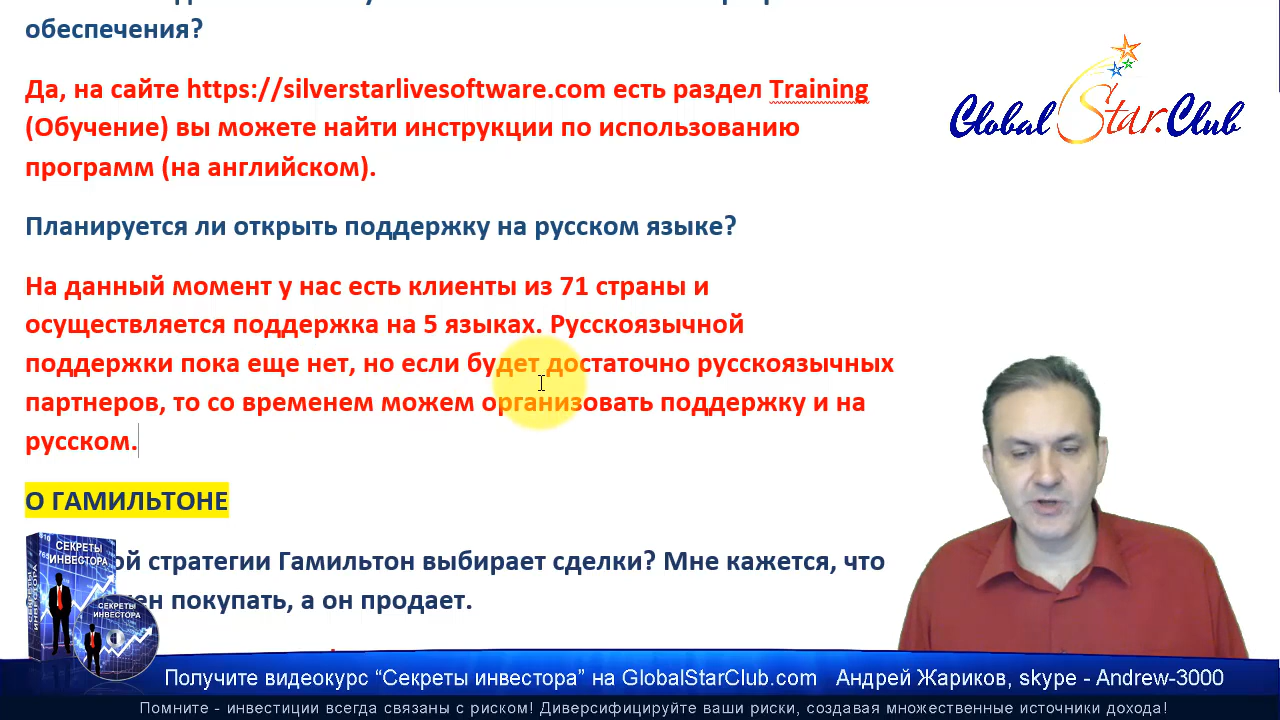 обеспечения?
Да, на сайте https://silverstarlivesoftware.com есть раздел Training
(Обучение) вы можете найти инструкции по использованию
программ (на английском).
Планируется ли открыть поддержку на русском языке?
На данный момент у нас есть клиенты из 71 страны и
осуществляется поддержка на 5 языках. Русскоязычной
поддержки пока еще нет, но если будет достаточно русскоязычных
партнеров, то со временем можем организовать поддержку и на
русском.
О ГАМИЛЬТОНЕ
стратегии Гамильтон выбирает сделки? Мне кажется, что
покупать, а он продает.
Global Star.Club
СЕКРЕТЫ
ИНВЕСТОРА
СЕКРЕТЫ ИНВЕСТОРА
СЕКРЕТЫ
ИНВЕСТОРА
Получите видеокурс “Секреты инвестора” на GlobalStarClub.com Андрей Жариков, skype - Andrew-3000
Помните - инвестиции всегда связаны с риском! Диверсифицируйте ваши риски, создавая множественные источники дохода!